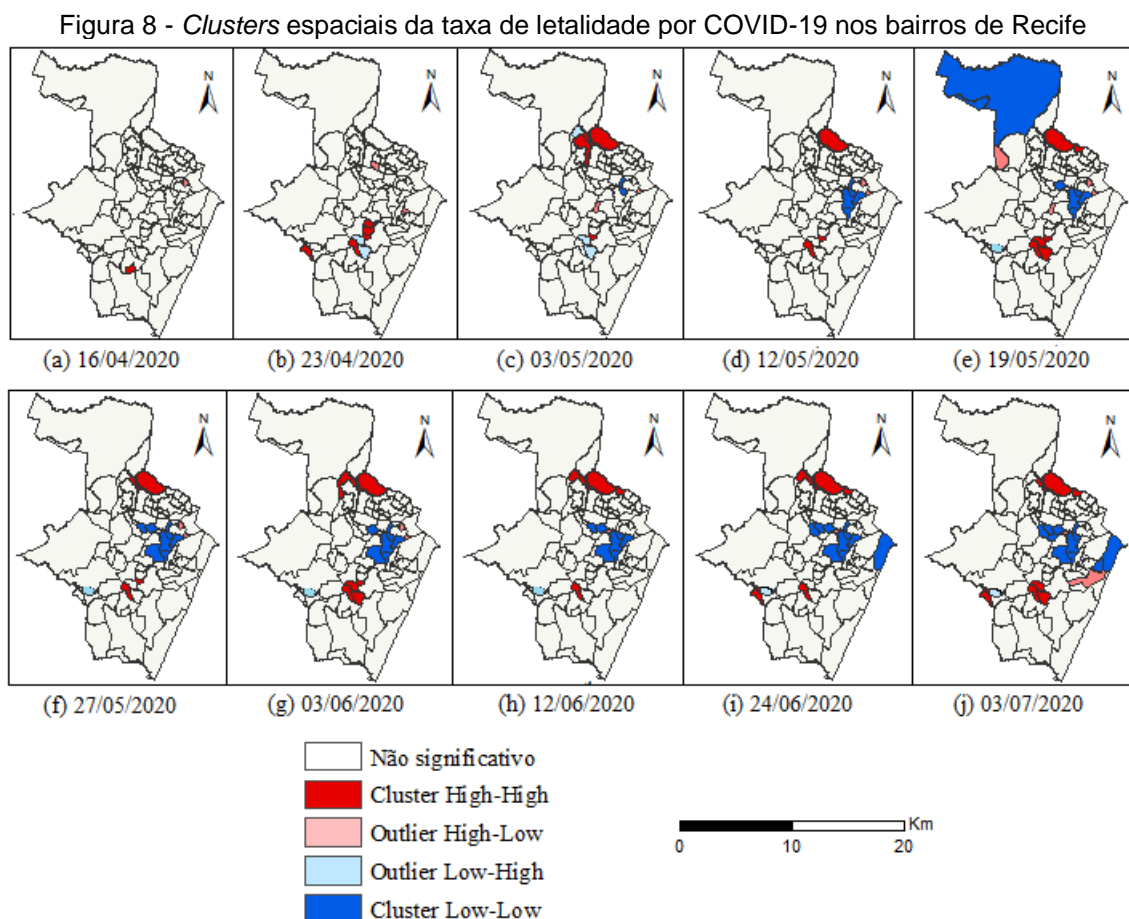 Figura 8 - Clusters espaciais da taxa de letalidade por COVID-19 nos bairros de Recife
N N N N N
(a) 16/04/2020 (b) 23/04/2020 (c) 03/05/2020 (d) 12/05/2020 (e) 19/05/2020
N N N N N
(f) 27/05/2020 (g) 03/06/2020 (h) 12/06/2020 (i) 24/06/2020 (j) 03/07/2020
Não significativo
Cluster High-High
Outlier High-Low
Outlier Low-High
Cluster Low-Low
Km
0 10 20